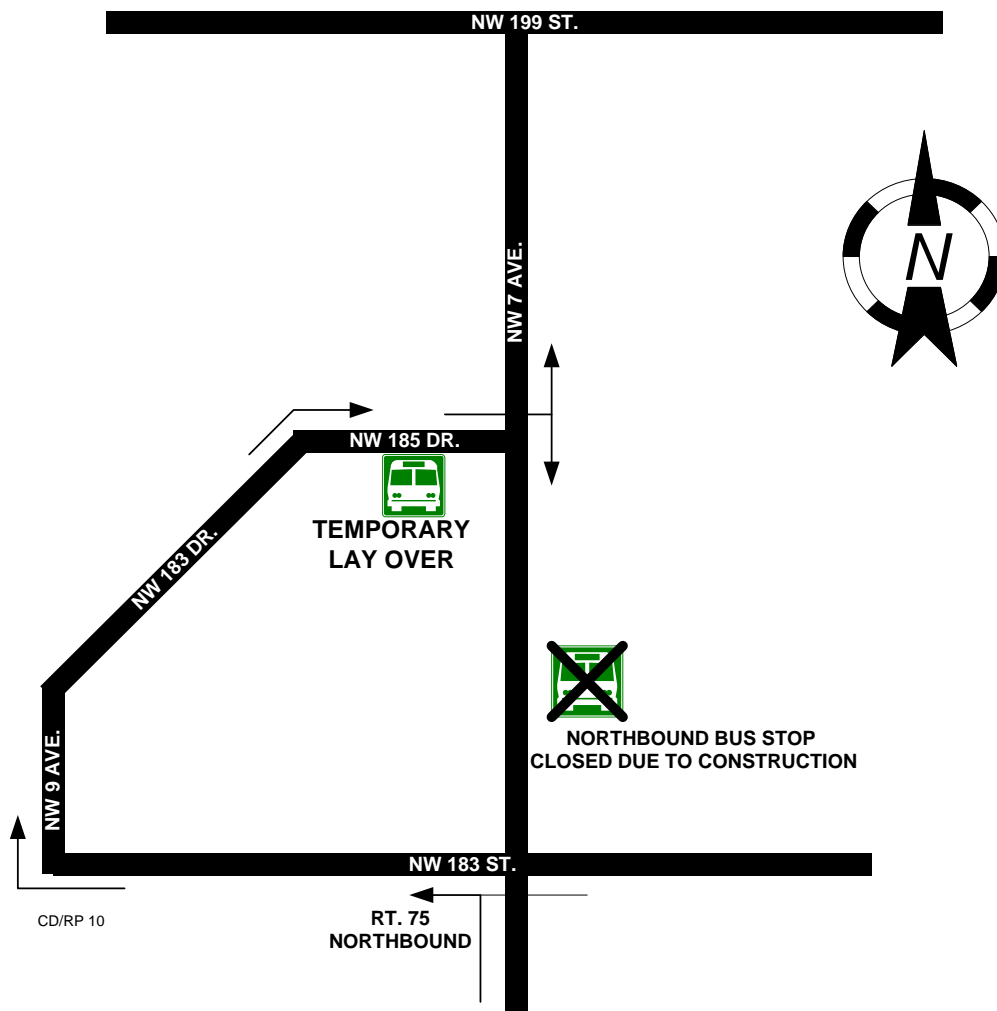 NW 199 ST.
NW 7 AVE.
N
NW 185 DR.
TEMPORARY
LAY OVER
NW 183 DR.
NORTHBOUND BUS STOP
CLOSED DUE TO CONSTRUCTION
NW 9 AVE.
NW 183 ST.
CD/RP 10
RT. 75
NORTHBOUND